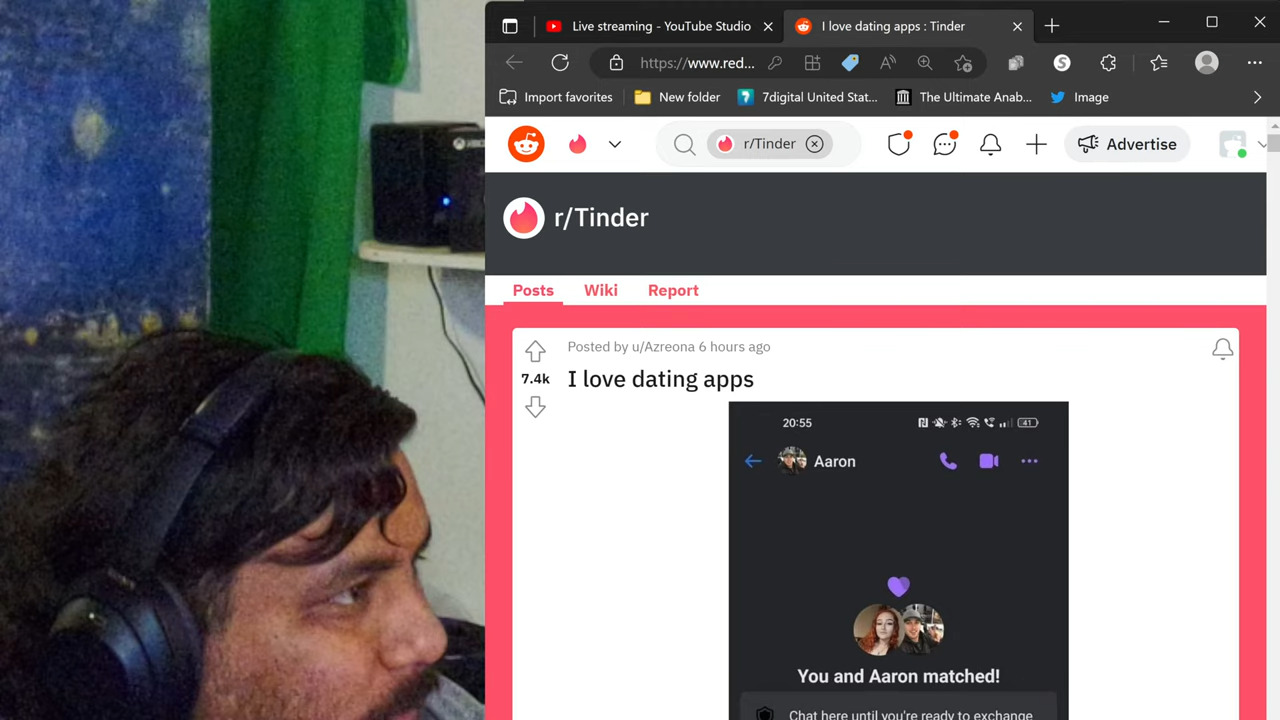 Live streaming - YouTube Studio
I love dating apps : Tinder
https://www.red...
Import favorites
New folder
7digital United Stat...
The Ultimate Anab...
Image
r/Tinder
Advertise
r/Tinder
Posts
Wiki
Report
Posted by u/Azreona 6 hours ago
7.4k
I love dating apps
20:55
41
Aaron
You and Aaron matched!
Chat here until you're ready to exchange